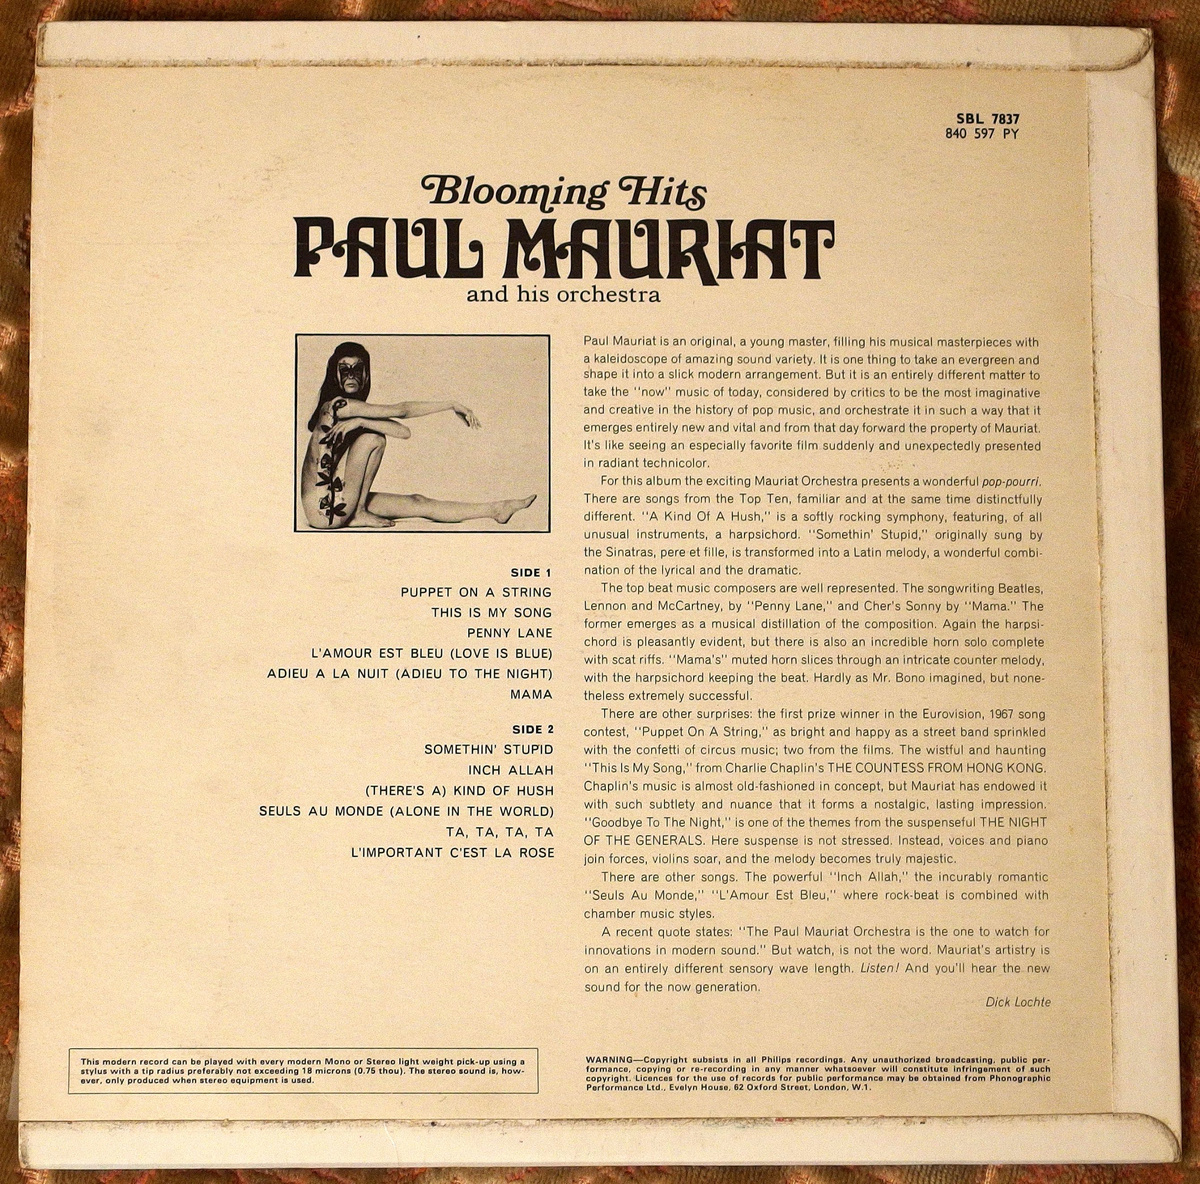 SBL 7837
840 597 PY
Blooming Hits
PAUL MAURIAT
and his orchestra
SIDE 1
PUPPET ON A STRING
THIS IS MY SONG
PENNY LANE
L'AMOUR EST BLEU (LOVE IS BLUE)
ADIEU A LA NUIT (ADIEU TO THE NIGHT)
MAMA
SIDE 2
SOMETHIN' STUPID
INCH ALLAH
(THERE'S A) KIND OF HUSH
SEULS AU MONDE (ALONE IN THE WORLD)
TA, TA, TA, TA
L'IMPORTANT C'EST LA ROSE
Paul Mauriat is an original, a young master, filling his musical masterpieces with
a kaleidoscope of amazing sound variety. It is one thing to take an evergreen and
shape it into a slick modern arrangement. But it is an entirely different matter to
take the "now" music of today, considered by critics to be the most imaginative
and creative in the history of pop music, and orchestrate it in such a way that it
emerges entirely new and vital and from that day forward the property of Mauriat.
It's like seeing an especially favorite film suddenly and unexpectedly presented
in radiant technicolor.
For this album the exciting Mauriat Orchestra presents a wonderful pop-pourri.
There are songs from the Top Ten, familiar and at the same time distinctfully
different. "A Kind Of A Hush," is a softly rocking symphony, featuring, of all
unusual instruments, a harpsichord. "Somethin' Stupid," originally sung by
the Sinatras, pere et fille, is transformed into a Latin melody, a wonderful combi-
nation of the lyrical and the dramatic.
The top beat music composers are well represented. The songwriting Beatles,
Lennon and McCartney, by "Penny Lane," and Cher's Sonny by "Mama." The
former emerges as a musical distillation of the composition. Again the harpsi-
chord is pleasantly evident, but there is also an incredible horn solo complete
with scat riffs. "Mama's" muted horn slices through an intricate counter melody,
with the harpsichord keeping the beat. Hardly as Mr. Bono imagined, but none-
theless extremely successful.
There are other surprises: the first prize winner in the Eurovision, 1967 song
contest, "Puppet On A String," as bright and happy as a street band sprinkled
with the confetti of circus music; two from the films. The wistful and haunting
"This Is My Song," from Charlie Chaplin's THE COUNTESS FROM HONG KONG.
Chaplin's music is almost old-fashioned in concept, but Mauriat has endowed it
with such subtlety and nuance that it forms a nostalgic, lasting impression.
"Goodbye To The Night," is one of the themes from the suspenseful THE NIGHT
OF THE GENERALS. Here suspense is not stressed. Instead, voices and piano
join forces, violins soar, and the melody becomes truly majestic.
There are other songs. The powerful "Inch Allah," the incurably romantic
"Seuls Au Monde," "L'Amour Est Bleu," where rock-beat is combined with
chamber music styles.
A recent quote states: "The Paul Mauriat Orchestra is the one to watch for
innovations in modern sound." But watch, is not the word. Mauriat's artistry is
on an entirely different sensory wave length. Listen! And you'll hear the new
sound for the now generation.
Dick Lochte
This modern record can be played with every modern Mono or Stereo light weight pick-up using a
stylus with a tip radius preferably not exceeding 18 microns (0.75 thou). The stereo sound is, how-
ever, only produced when stereo equipment is used.
WARNING—Copyright subsists in all Philips recordings. Any unauthorized broadcasting, public per-
formance, copying or re-recording in any manner whatsoever will constitute infringement of such
copyright. Licences for the use of records for public performance may be obtained from Phonographic
Performance Ltd., Evelyn House, 62 Oxford Street, London, W.1.